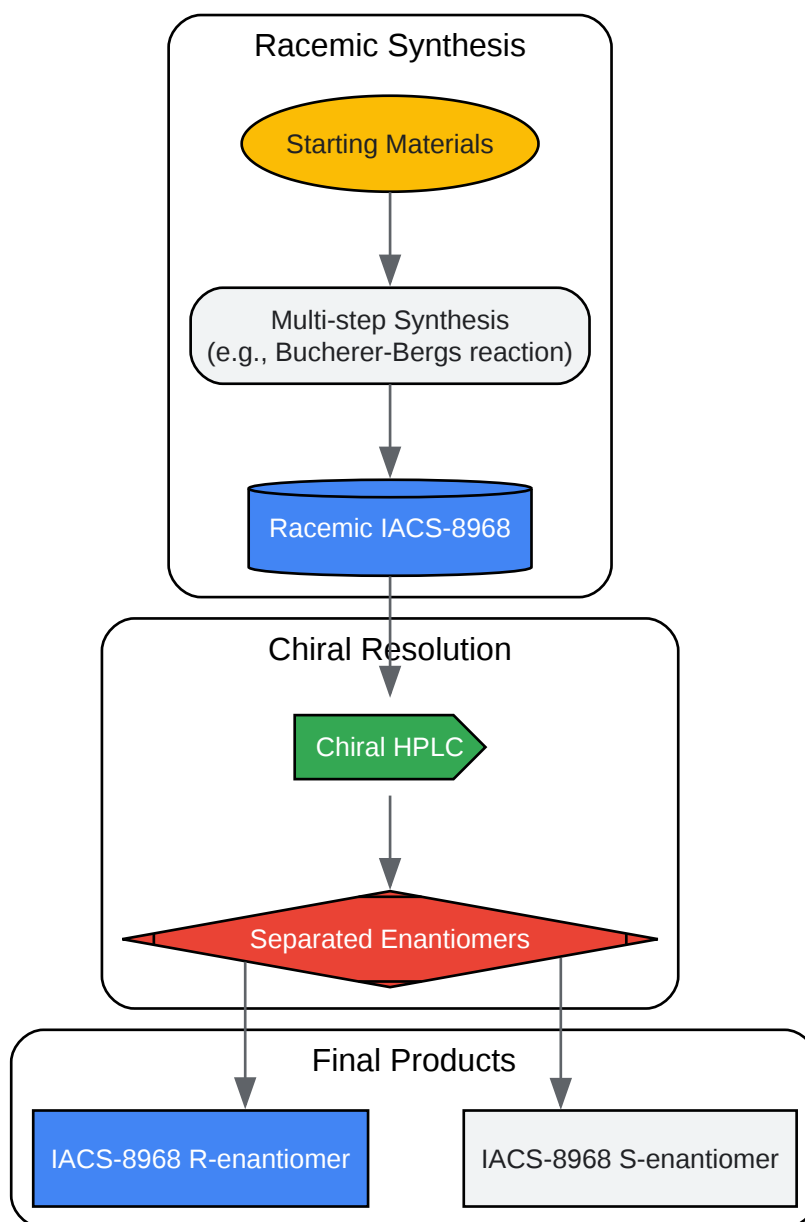 Racemic Synthesis
Starting Materials
Multi-step Synthesis
(e.g., Bucherer-Bergs reaction)
Racemic IACS-8968
Chiral Resolution
Chiral HPLC
Separated Enantiomers
Final Products
IACS-8968 R-enantiomer
IACS-8968 S-enantiomer